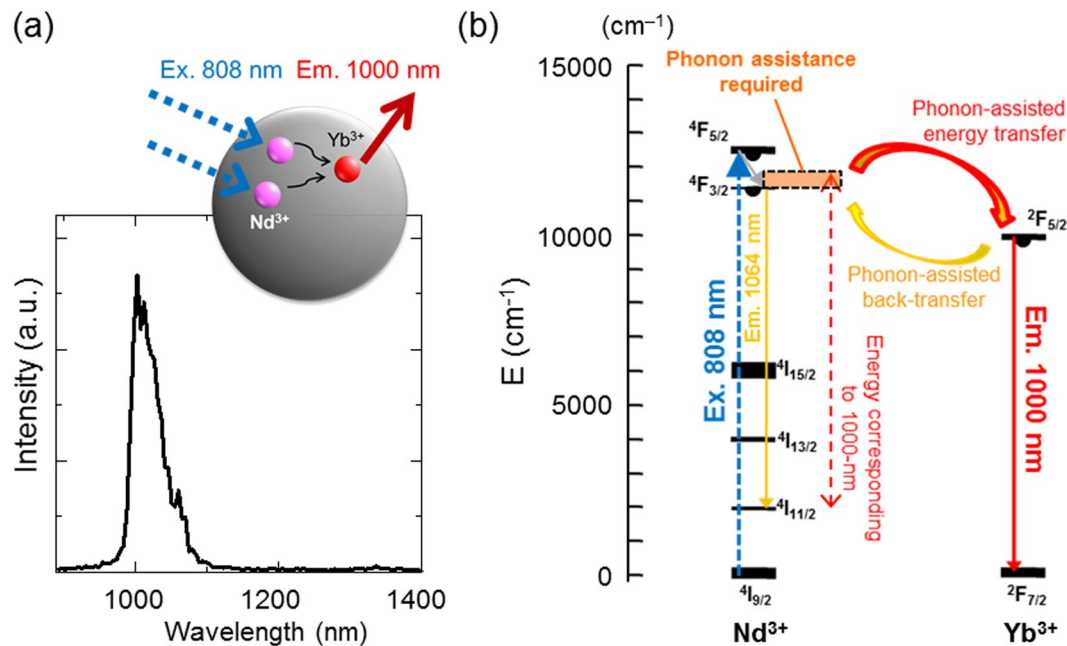 (a)
Ex. 808 nm
Em. 1000 nm
Yb³⁺
Nd³⁺
Intensity (a.u.)
1000
1200
1400
Wavelength (nm)
(b)
(cm⁻¹)
15000
10000
5000
0
E (cm⁻¹)
Phonon assistance
required
⁴F₅/₂
⁴F₃/₂
Ex. 808 nm
Em. 1064 nm
⁴I₁₅/₂
⁴I₁₃/₂
⁴I₁₁/₂
⁴I₉/₂
Nd³⁺
Energy corresponding
to 1000-nm
Phonon-assisted
energy transfer
Phonon-assisted
back-transfer
²F₅/₂
Em. 1000 nm
²F₇/₂
Yb³⁺